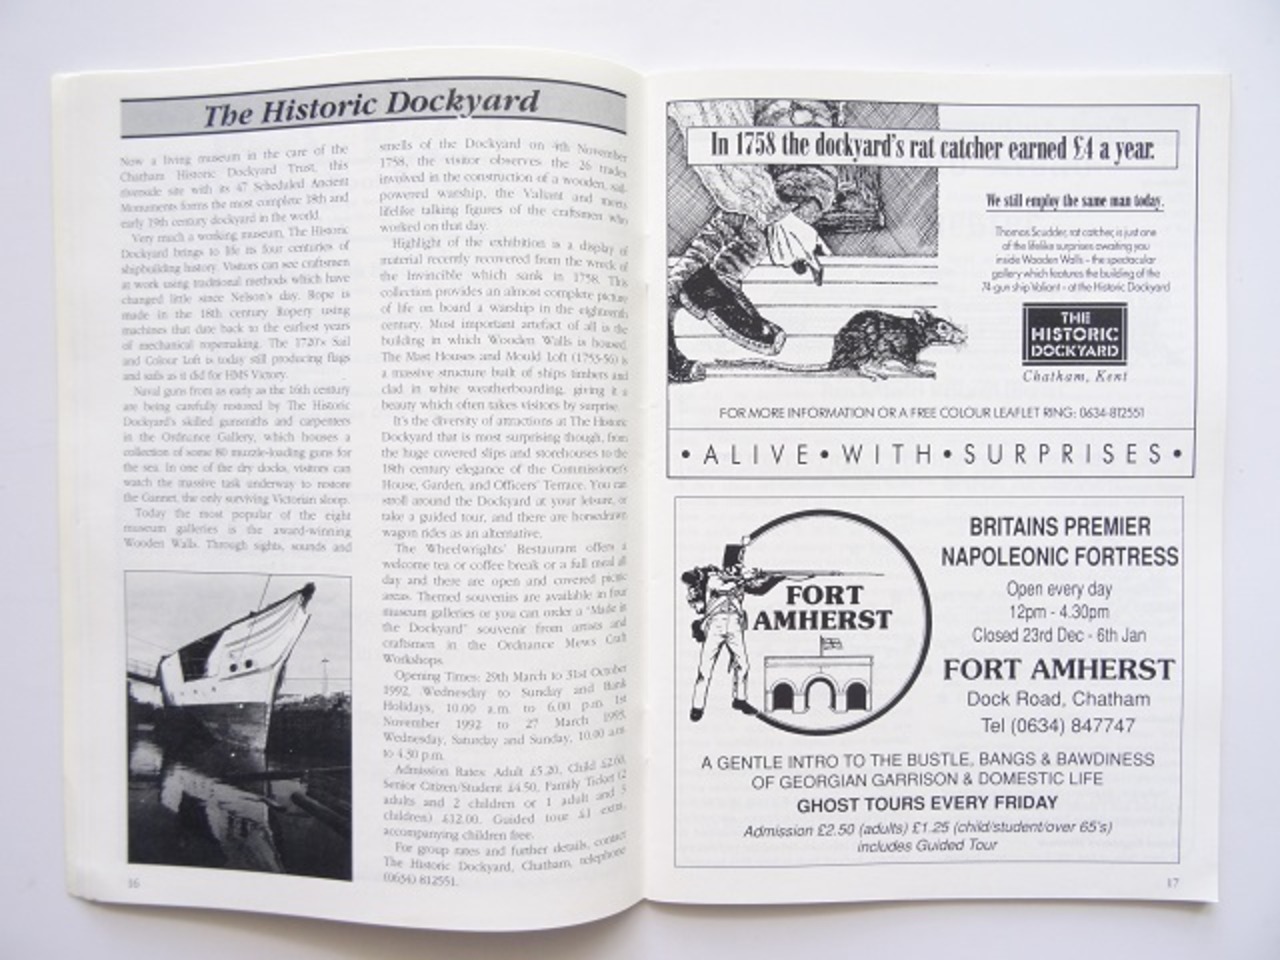 The Historic Dockyard
Now a living museum in the care of the
Chatham Historic Dockyard Trust, this
riverside site with its 47 Scheduled Ancient
Monuments forms the most complete 18th and
early 19th century dockyard in the world.
Very much a working museum, The Historic
Dockyard brings to life its four centuries of
shipbuilding history. Visitors can see craftsmen
at work using traditional methods which have
changed little since Nelson's day. Rope is
made in the 18th century Ropery using
machines that date back to the earliest years
of mechanical ropemaking. The 1720's Sail
and Colour Loft is today still producing flags
and sails as it did for HMS Victory.
Naval guns from as early as the 16th century
are being carefully restored by The Historic
Dockyard's skilled gunsmiths and carpenters
in the Ordnance Gallery, which houses a
collection of some 80 muzzle-loading guns for
the sea. In one of the dry docks, visitors can
watch the massive task underway to restore
the Gannet, the only surviving Victorian sloop.
Today the most popular of the eight
museum galleries is the award-winning
Wooden Walls. Through sights, sounds and
16
smells of the Dockyard on 4th November
1758, the visitor observes the 26 trades
involved in the construction of a wooden, sail-
powered warship, the Valiant and meets
lifelike talking figures of the craftsmen who
worked on that day.
Highlight of the exhibition is a display of
material recently recovered from the wreck of
the Invincible which sank in 1758. This
collection provides an almost complete picture
of life on board a warship in the eighteenth
century. Most important artefact of all is the
building in which Wooden Walls is housed.
The Mast Houses and Mould Loft (1753-56) is
a massive structure built of ships timbers and
clad in white weatherboarding, giving it a
beauty which often takes visitors by surprise.
It's the diversity of attractions at The Historic
Dockyard that is most surprising though, from
the huge covered slips and storehouses to the
18th century elegance of the Commissioner's
House, Garden, and Officers' Terrace. You can
stroll around the Dockyard at your leisure, or
take a guided tour, and there are horsedrawn
wagon rides as an alternative.
The Wheelwrights' Restaurant offers a
welcome tea or coffee break or a full meal all
day and there are open and covered picnic
areas. Themed souvenirs are available in four
museum galleries or you can order a "Made in
the Dockyard" souvenir from artists and
craftsmen in the Ordnance Mews Craft
Workshops.
Opening Times: 29th March to 31st October
1992, Wednesday to Sunday and Bank
Holidays, 10.00 a.m. to 6.00 p.m. 1st
November 1992 to 27 March 1993,
Wednesday, Saturday and Sunday, 10.00 a.m.
to 4.30 p.m.
Admission Rates: Adult £5.20, Child £2.60,
Senior Citizen/Student £4.50, Family Ticket (2
adults and 2 children or 1 adult and 3
children) £12.00. Guided tour £1 extra,
accompanying children free.
For group rates and further details, contact
The Historic Dockyard, Chatham, telephone
(0634) 812551.
In 1758 the dockyard's rat catcher earned £4 a year.
We still employ the same man today.
Thomas Scudder, rat catcher, is just one
of the lifelike surprises awaiting you
inside Wooden Walls - the spectacular
gallery which features the building of the
74-gun ship Valiant - at the Historic Dockyard
THE
HISTORIC
DOCKYARD
Chatham, Kent
FOR MORE INFORMATION OR A FREE COLOUR LEAFLET RING: 0634-812551
• ALIVE • WITH • SURPRISES •
FORT
AMHERST
BRITAINS PREMIER
NAPOLEONIC FORTRESS
Open every day
12pm - 4.30pm
Closed 23rd Dec - 6th Jan
FORT AMHERST
Dock Road, Chatham
Tel (0634) 847747
A GENTLE INTRO TO THE BUSTLE, BANGS & BAWDINESS
OF GEORGIAN GARRISON & DOMESTIC LIFE
GHOST TOURS EVERY FRIDAY
Admission £2.50 (adults) £1.25 (child/student/over 65's)
includes Guided Tour
17